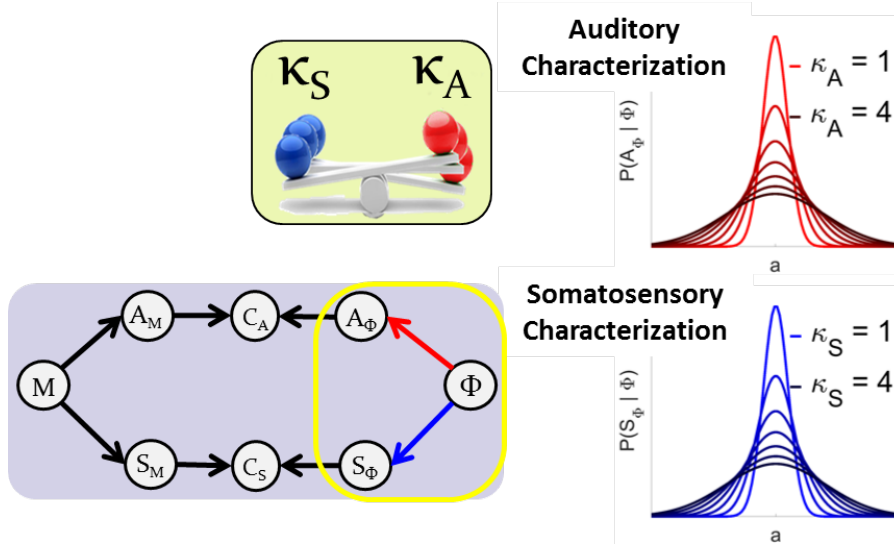 κS
κA
Auditory
Characterization
κA = 1
κA = 4
P(AΦ | Φ)
a
AM
CA
AΦ
M
Φ
SM
CS
SΦ
Somatosensory
Characterization
κS = 1
κS = 4
P(SΦ | Φ)
a